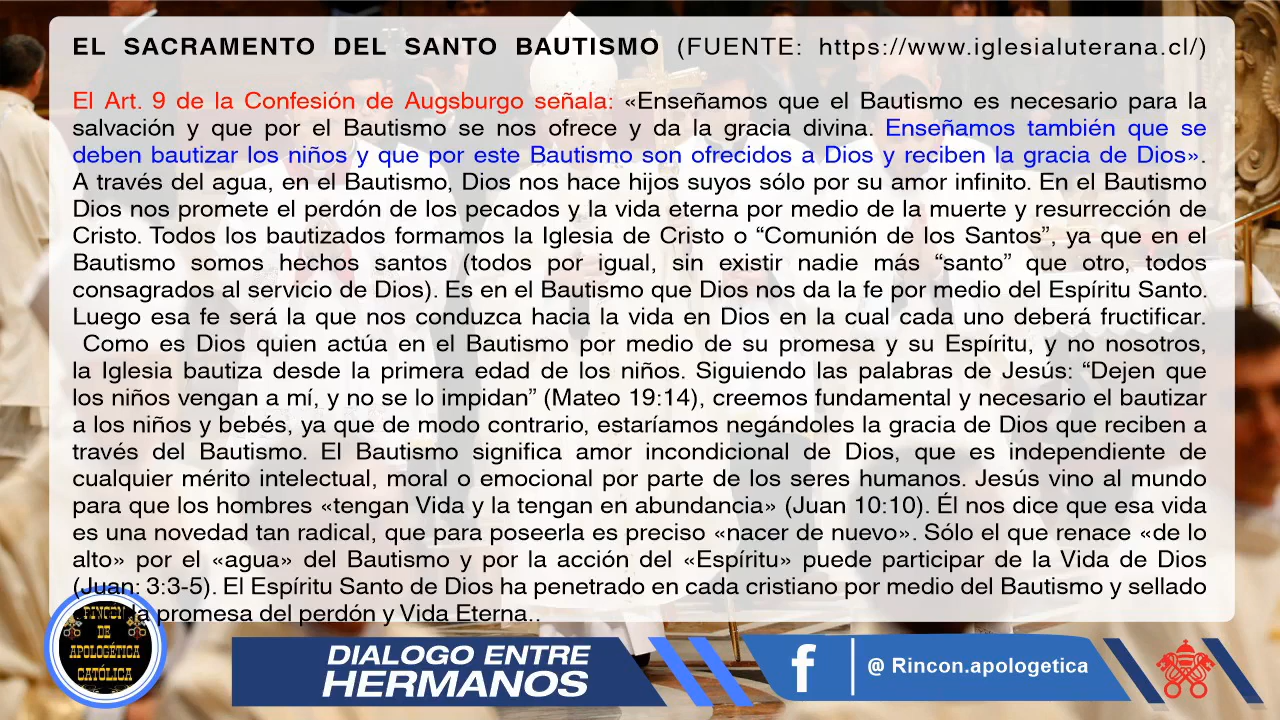 EL SACRAMENTO DEL SANTO BAUTISMO (FUENTE: https://www.iglesialuterana.cl/)
El Art. 9 de la Confesión de Augsburgo señala: «Enseñamos que el Bautismo es necesario para la
salvación y que por el Bautismo se nos ofrece y da la gracia divina. Enseñamos también que se
deben bautizar los niños y que por este Bautismo son ofrecidos a Dios y reciben la gracia de Dios».
A través del agua, en el Bautismo, Dios nos hace hijos suyos sólo por su amor infinito. En el Bautismo
Dios nos promete el perdón de los pecados y la vida eterna por medio de la muerte y resurrección de
Cristo. Todos los bautizados formamos la Iglesia de Cristo o “Comunión de los Santos”, ya que en el
Bautismo somos hechos santos (todos por igual, sin existir nadie más “santo” que otro, todos
consagrados al servicio de Dios). Es en el Bautismo que Dios nos da la fe por medio del Espíritu Santo.
Luego esa fe será la que nos conduzca hacia la vida en Dios en la cual cada uno deberá fructificar.
Como es Dios quien actúa en el Bautismo por medio de su promesa y su Espíritu, y no nosotros,
la Iglesia bautiza desde la primera edad de los niños. Siguiendo las palabras de Jesús: “Dejen que
los niños vengan a mí, y no se lo impidan” (Mateo 19:14), creemos fundamental y necesario el bautizar
a los niños y bebés, ya que de modo contrario, estaríamos negándoles la gracia de Dios que reciben a
través del Bautismo. El Bautismo significa amor incondicional de Dios, que es independiente de
cualquier mérito intelectual, moral o emocional por parte de los seres humanos. Jesús vino al mundo
para que los hombres «tengan Vida y la tengan en abundancia» (Juan 10:10). Él nos dice que esa vida
es una novedad tan radical, que para poseerla es preciso «nacer de nuevo». Sólo el que renace «de lo
alto» por el «agua» del Bautismo y por la acción del «Espíritu» puede participar de la Vida de Dios
(Juan: 3:3-5). El Espíritu Santo de Dios ha penetrado en cada cristiano por medio del Bautismo y sellado
la promesa del perdón y Vida Eterna..
RINCÓN
DE
APOLOGÉTICA
CATÓLICA
DIALOGO ENTRE
HERMANOS
f
@ Rincon.apologetica